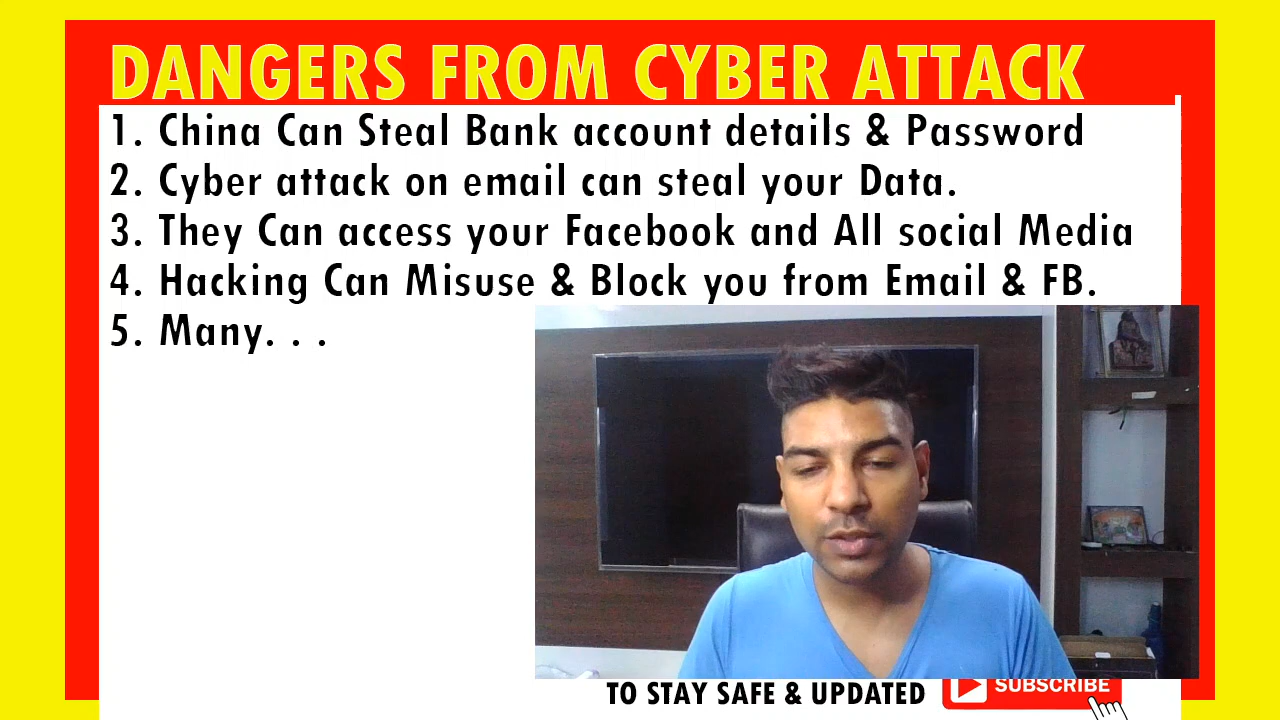 DANGERS FROM CYBER ATTACK
1. China Can Steal Bank account details & Password
2. Cyber attack on email can steal your Data.
3. They Can access your Facebook and All social Media
4. Hacking Can Misuse & Block you from Email & FB.
5. Many. . .
TO STAY SAFE & UPDATED
SUBSCRIBE